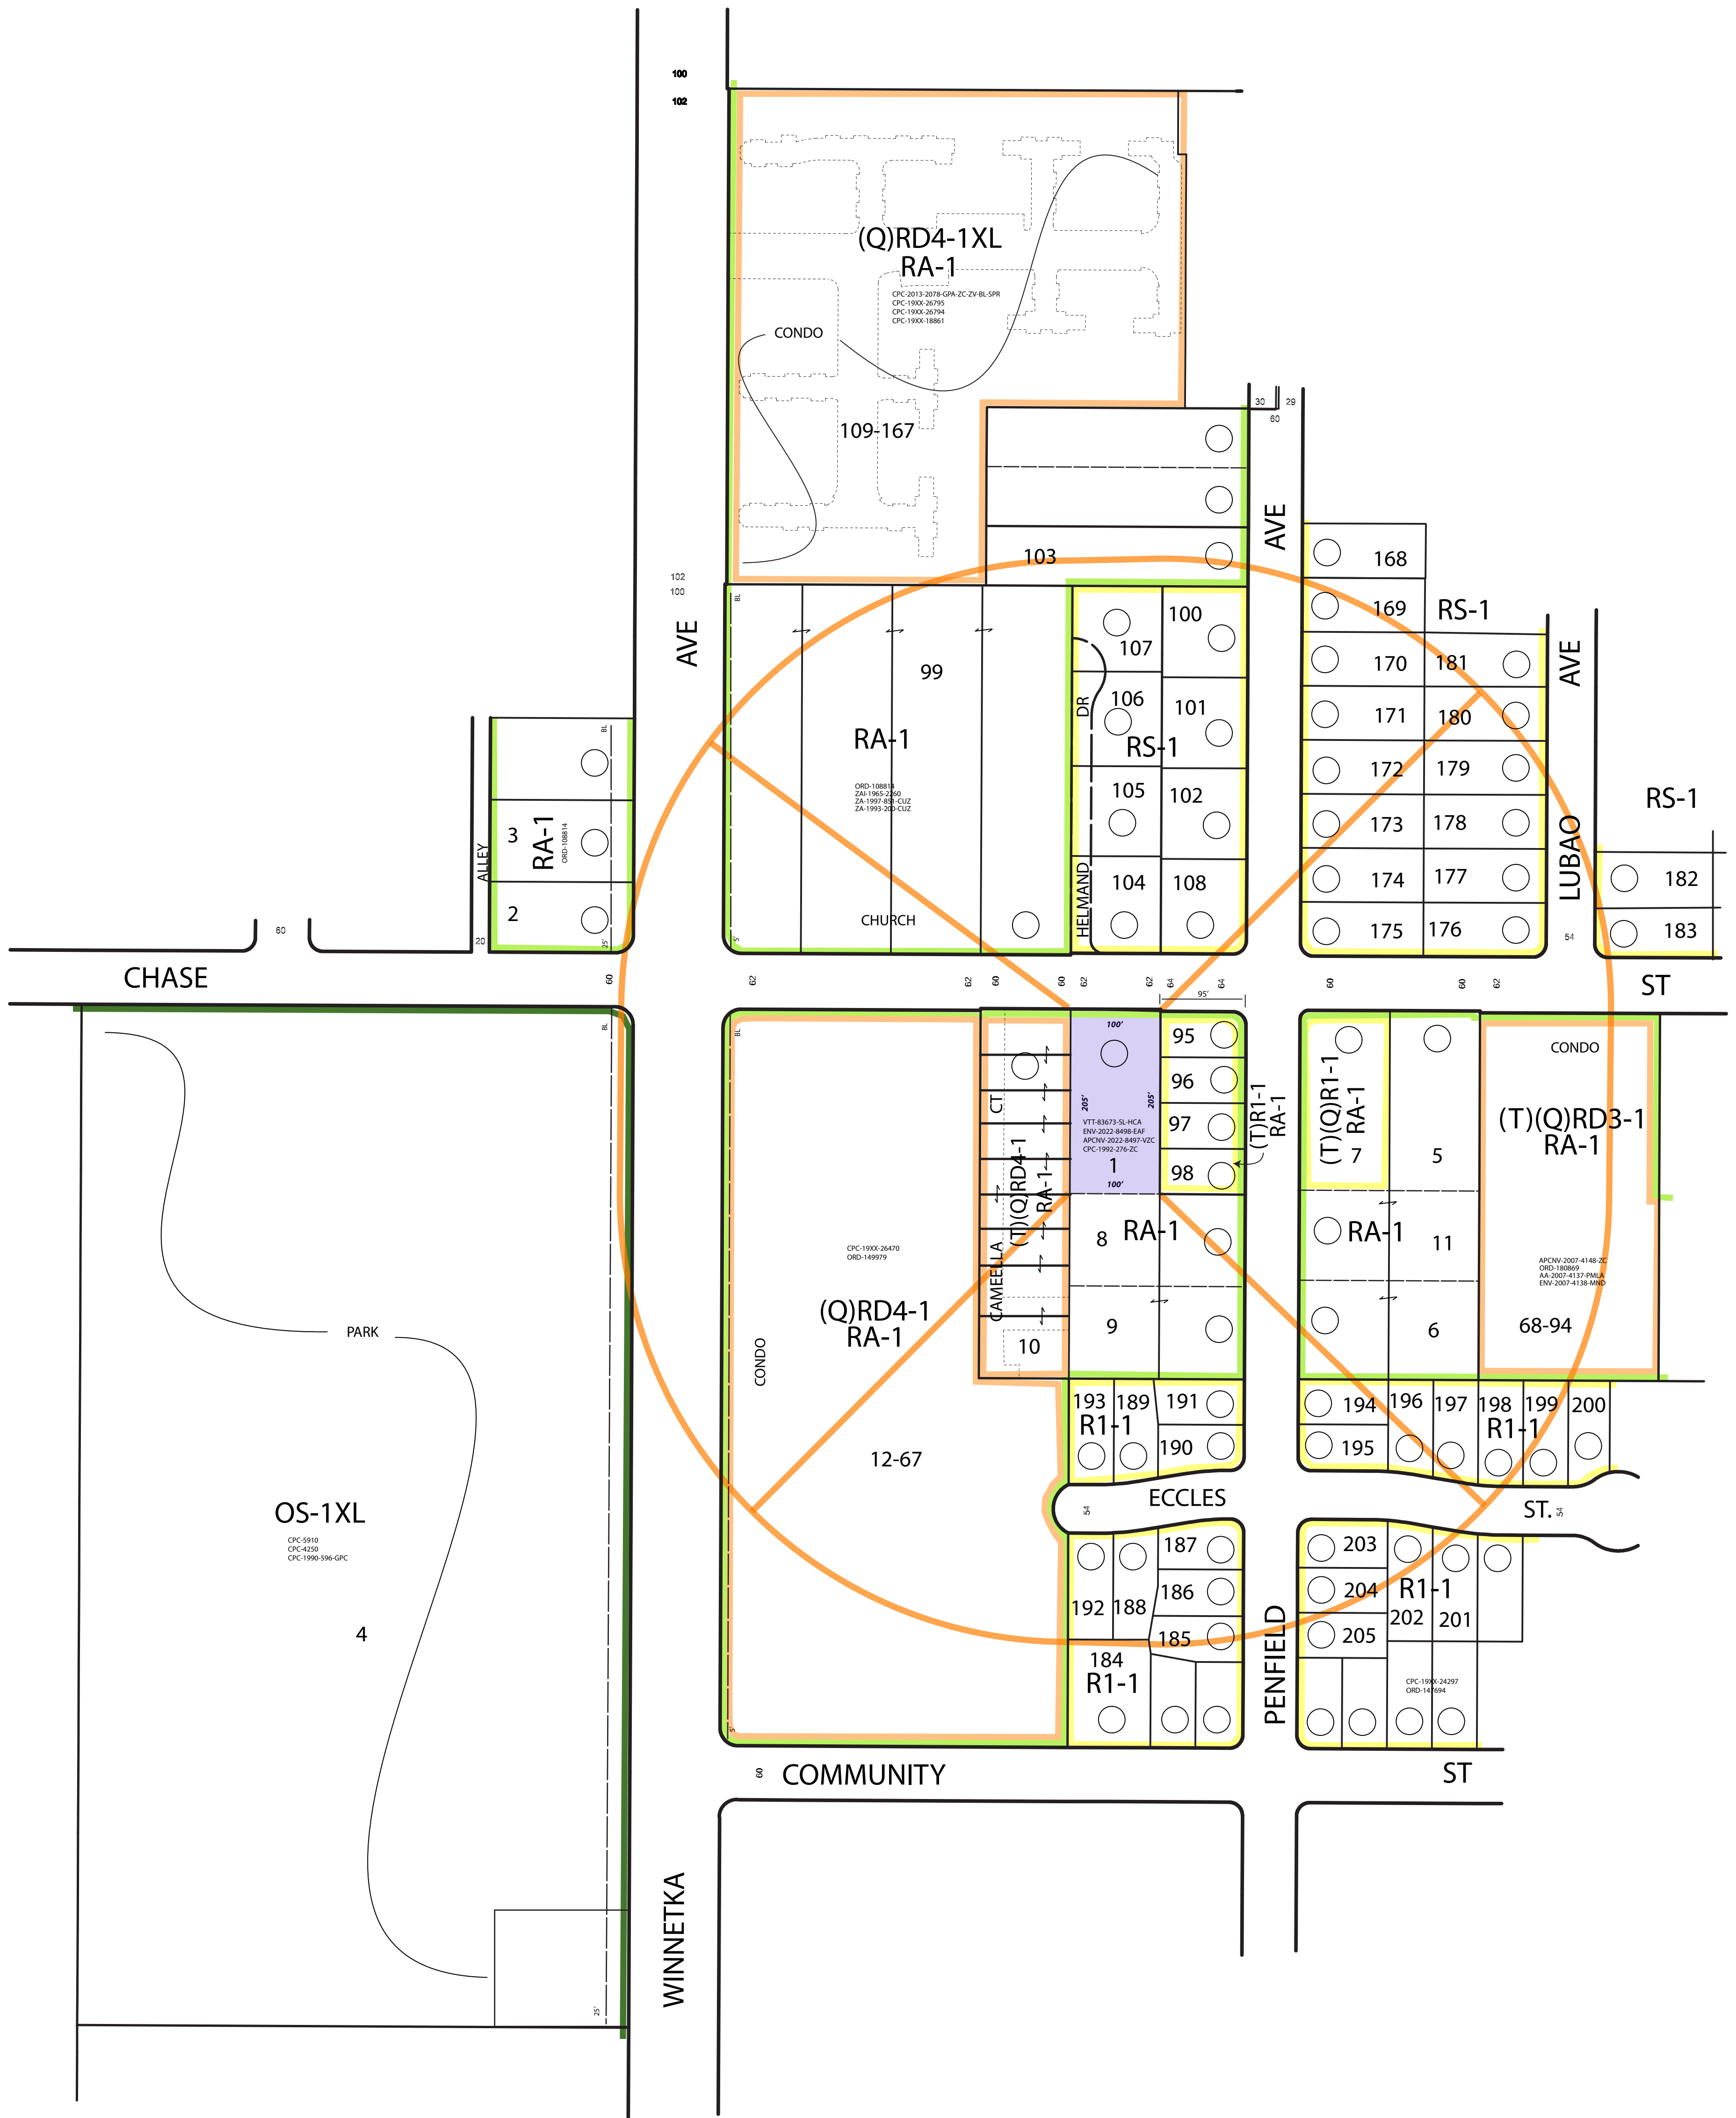 100
102
(Q)RD4-1XL
RA-1
CPC-2013-2078-GPA-ZC-ZV-BL-SPR
CPC-19XX-26795
CPC-19XX-26794
CPC-19XX-18861
CONDO
109-167
30
29
60
103
AVE
102
100
AVE
BL
99
RA-1
ORD-108814
ZAI-1965-2260
ZA-1997-851-CUZ
ZA-1993-200-CUZ
CHURCH
5'
107
100
106
101
DR
RS-1
105
102
104
108
HELMAND
168
169
RS-1
170
181
171
180
172
179
173
178
174
177
175
176
AVE
LUBAO
54
RS-1
182
183
BL
3
RA-1
ORD-108814
ALLEY
2
25'
60
20
CHASE
60
62
62
60
60
62
62
64
64
60
60
62
ST
95'
BL
BL
100'
95
96
97
98
205'
205'
VTT-83673-SL-HCA
ENV-2022-8498-EAF
APCNV-2022-8497-VZC
CPC-1992-276-ZC
1
100'
(T)R1-1
RA-1
CT
(T)(Q)RD4-1
RA-1
CAMEELLA
10
8
RA-1
9
(T)(Q)R1-1
RA-1
7
5
RA-1
11
6
CONDO
(T)(Q)RD3-1
RA-1
APCNV-2007-4148-ZC
ORD-180869
AA-2007-4137-PMLA
ENV-2007-4138-MND
68-94
CPC-19XX-26470
ORD-149979
(Q)RD4-1
RA-1
CONDO
12-67
5'
PARK
OS-1XL
CPC-5910
CPC-4250
CPC-1990-596-GPC
4
25'
193
189
191
R1-1
190
194
196
197
198
199
200
R1-1
195
ECCLES
54
ST.
54
187
186
192
188
185
184
R1-1
203
204
R1-1
202
201
205
CPC-19XX-24297
ORD-147694
PENFIELD
60
COMMUNITY
ST
WINNETKA